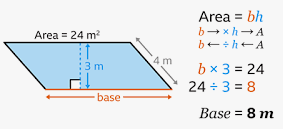 Area = 24 m²
3 m
4 m
base
Area = bh
b → × h → A
b ← ÷ h ← A
b × 3 = 24
24 ÷ 3 = 8
Base = 8 m